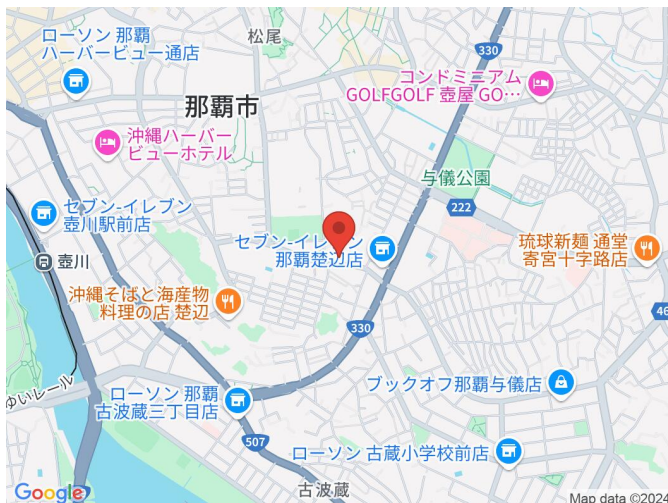 ローソン 那覇
ハーバービュー通店
松尾
330
コンドミニアム
GOLFGOLF 壺屋 GO…
那覇市
沖縄ハーバー
ビューホテル
与儀公園
セブン-イレブン
壺川駅前店
222
壺川
セブン-イレブン
那覇楚辺店
琉球新麺 通堂
寄宮十字路店
沖縄そばと海産物
料理の店 楚辺
46
330
ブックオフ那覇与儀店
ゆいレール
ローソン 那覇
古波蔵三丁目店
507
ローソン 古蔵小学校前店
古波蔵
Google
Map data ©2024